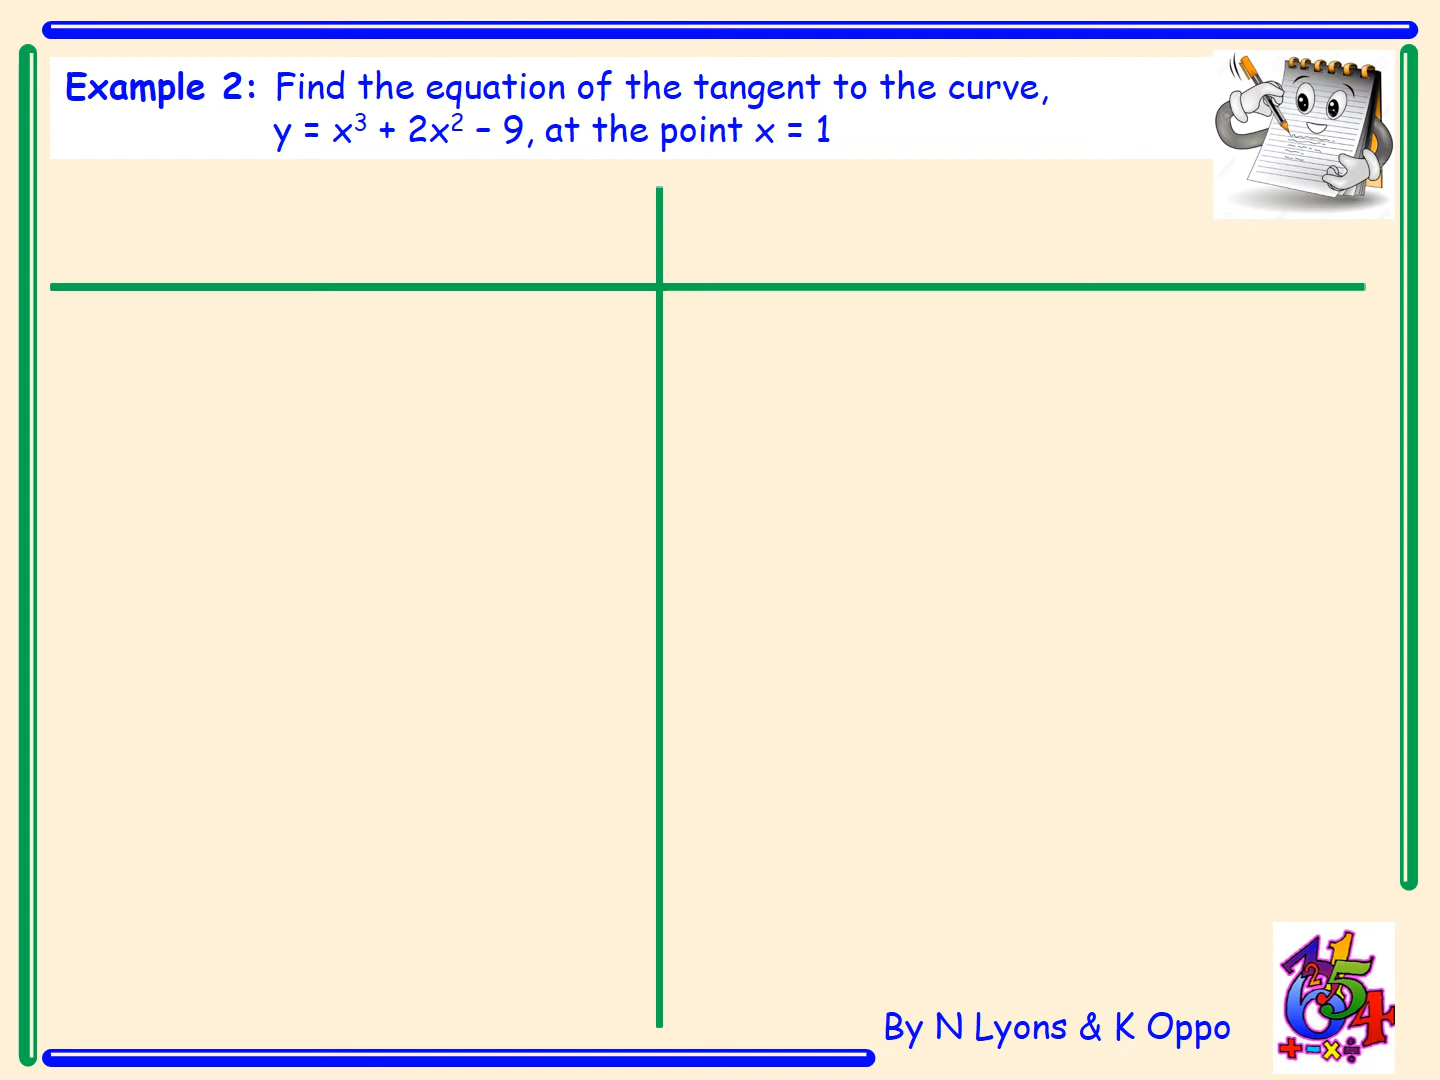 Example 2: Find the equation of the tangent to the curve,
y = x³ + 2x² – 9, at the point x = 1
By N Lyons & K Oppo